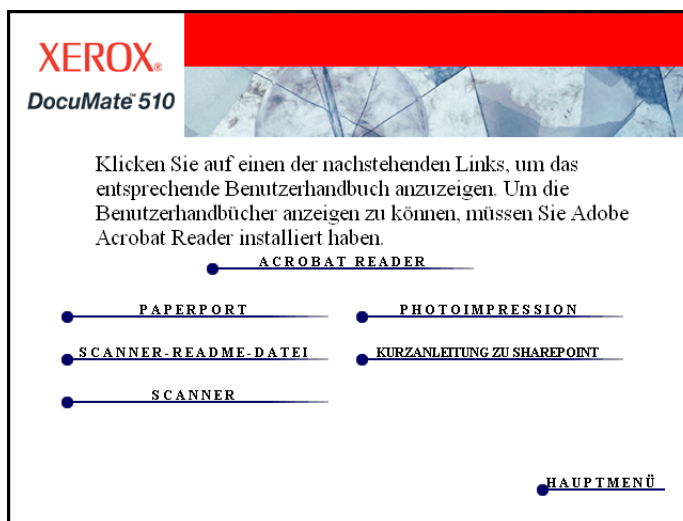 XEROX®
DocuMate™ 510
Klicken Sie auf einen der nachstehenden Links, um das
entsprechende Benutzerhandbuch anzuzeigen. Um die
Benutzerhandbücher anzeigen zu können, müssen Sie Adobe
Acrobat Reader installiert haben.
ACROBAT READER
PAPERPORT
PHOTOIMPRESSION
SCANNER-README-DATEI
KURZANLEITUNG ZU SHAREPOINT
SCANNER
HAUPTMENÜ